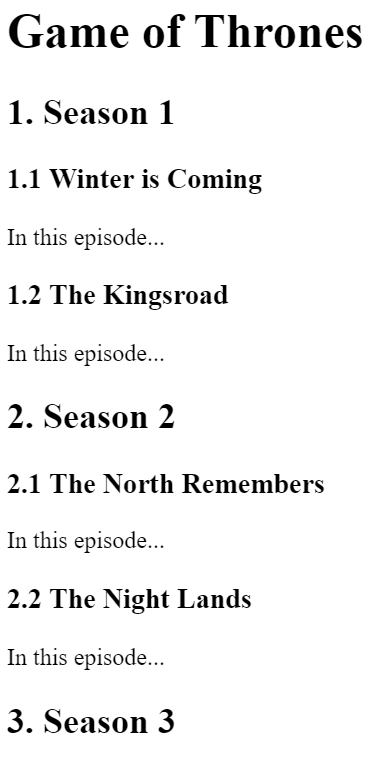 Game of Thrones
1. Season 1
1.1 Winter is Coming
In this episode...
1.2 The Kingsroad
In this episode...
2. Season 2
2.1 The North Remembers
In this episode...
2.2 The Night Lands
In this episode...
3. Season 3